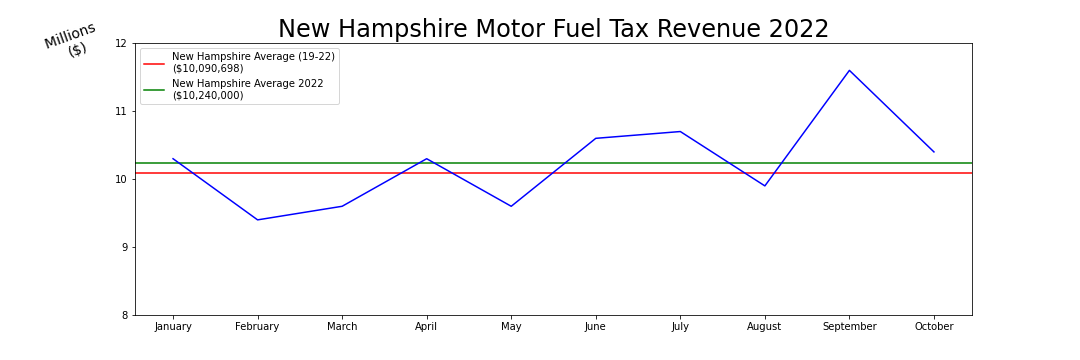 New Hampshire Motor Fuel Tax Revenue 2022
Millions
($)
New Hampshire Average (19-22)
($10,090,698)
New Hampshire Average 2022
($10,240,000)
12
11
10
9
8
January February March April May June July August September October